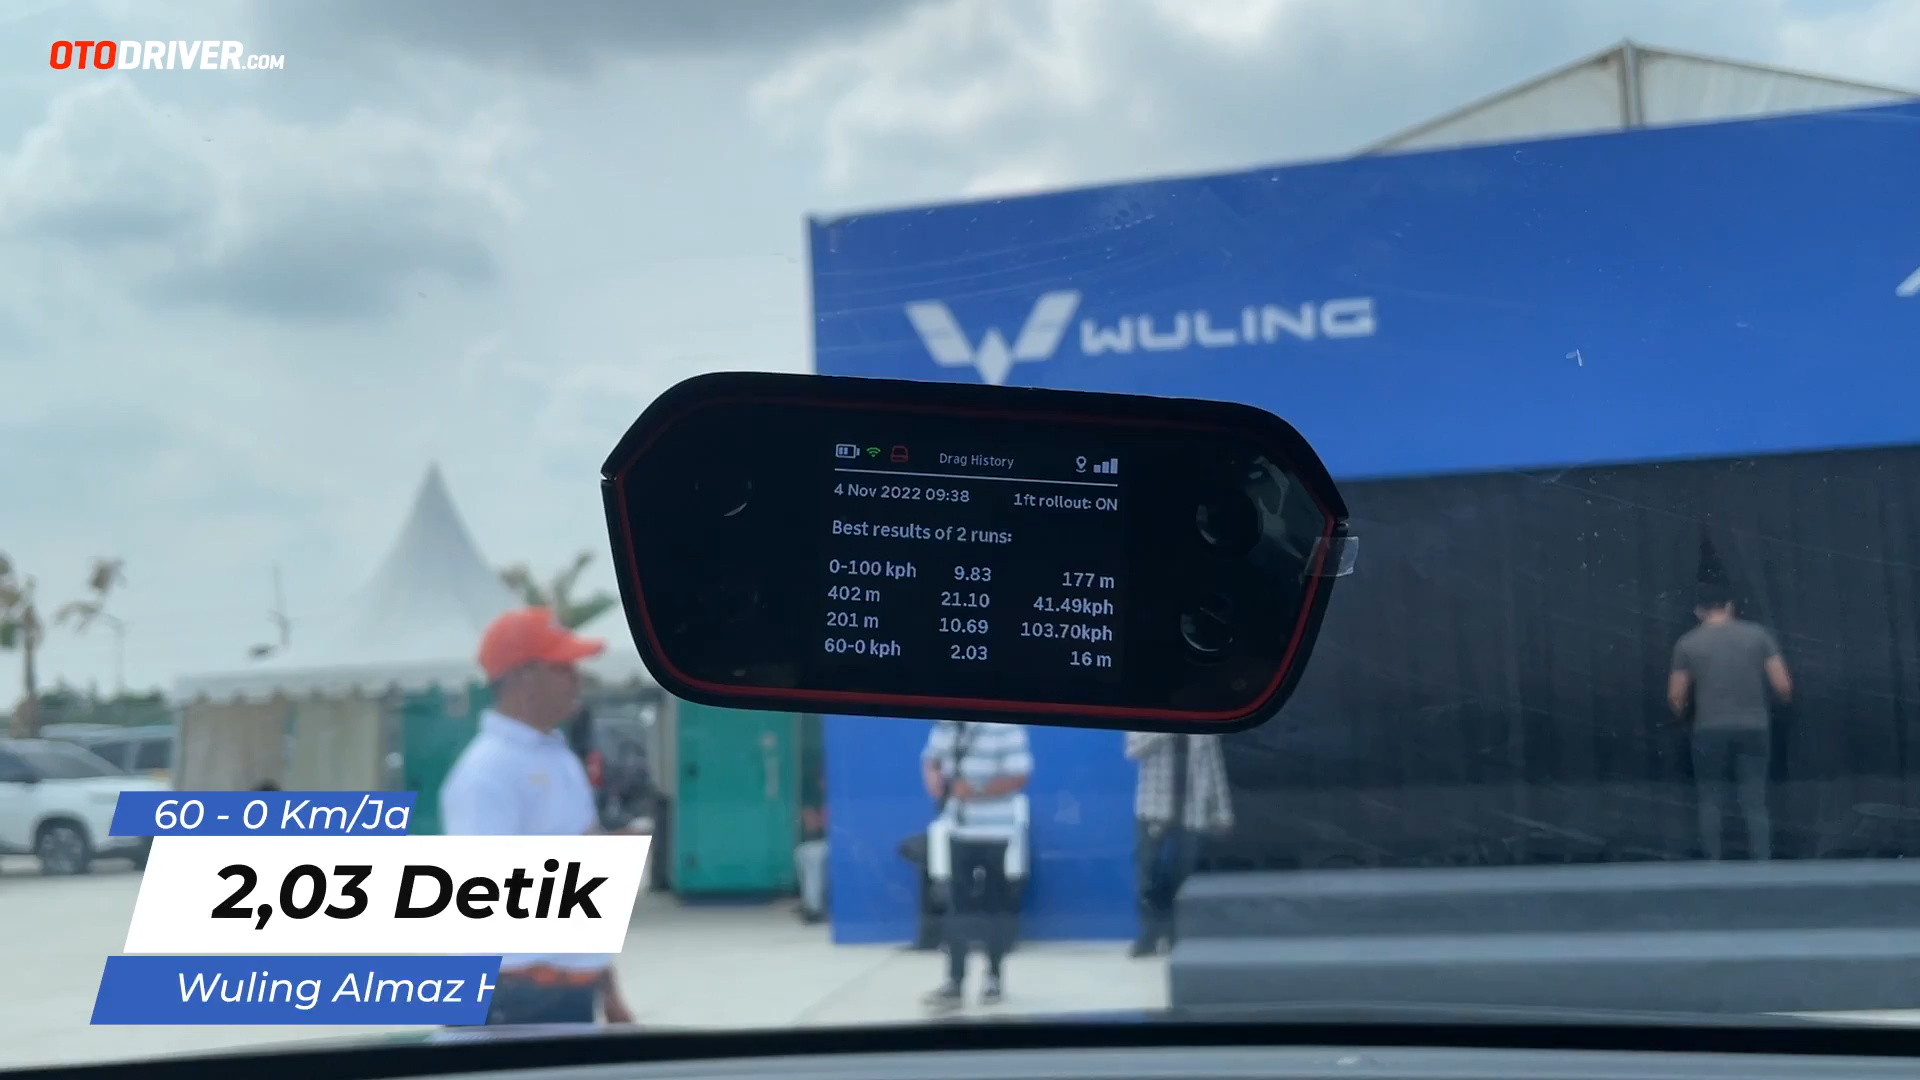 OTODRIVER.COM
WULING
Drag History
4 Nov 2022 09:38 1ft rollout: ON
Best results of 2 runs:
0-100 kph 9.83 177 m
402 m 21.10 41.49kph
201 m 10.69 103.70kph
60-0 kph 2.03 16 m
60 - 0 Km/Ja
2,03 Detik
Wuling Almaz H